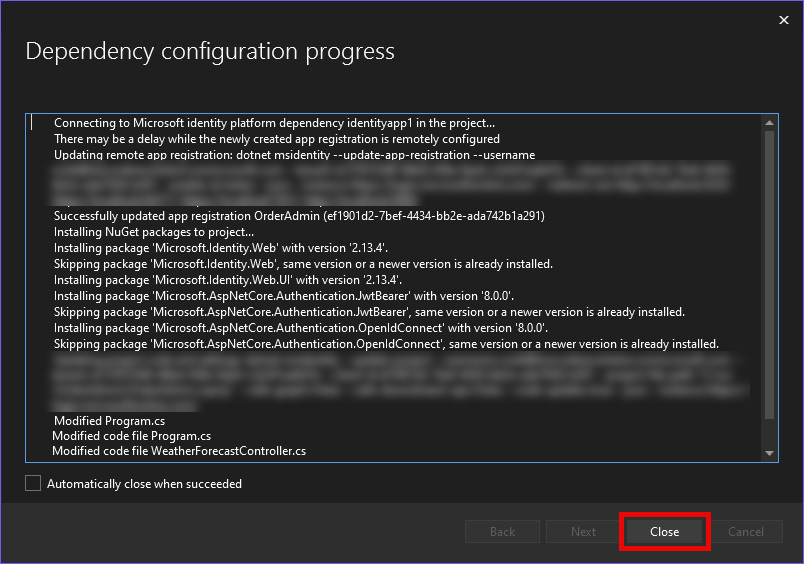 Dependency configuration progress
Connecting to Microsoft identity platform dependency identityapp1 in the project...
There may be a delay while the newly created app registration is remotely configured
Updating remote app registration: dotnet msidentity --update-app-registration --username
Successfully updated app registration OrderAdmin (ef1901d2-7bef-4434-bb2e-ada742b1a291)
Installing NuGet packages to project...
Installing package 'Microsoft.Identity.Web' with version '2.13.4'.
Skipping package 'Microsoft.Identity.Web', same version or a newer version is already installed.
Installing package 'Microsoft.Identity.Web.UI' with version '2.13.4'.
Installing package 'Microsoft.AspNetCore.Authentication.JwtBearer' with version '8.0.0'.
Skipping package 'Microsoft.AspNetCore.Authentication.JwtBearer', same version or a newer version is already installed.
Installing package 'Microsoft.AspNetCore.Authentication.OpenIdConnect' with version '8.0.0'.
Skipping package 'Microsoft.AspNetCore.Authentication.OpenIdConnect', same version or a newer version is already installed.
Modified Program.cs
Modified code file Program.cs
Modified code file WeatherForecastController.cs
Automatically close when succeeded
Back Next Close Cancel